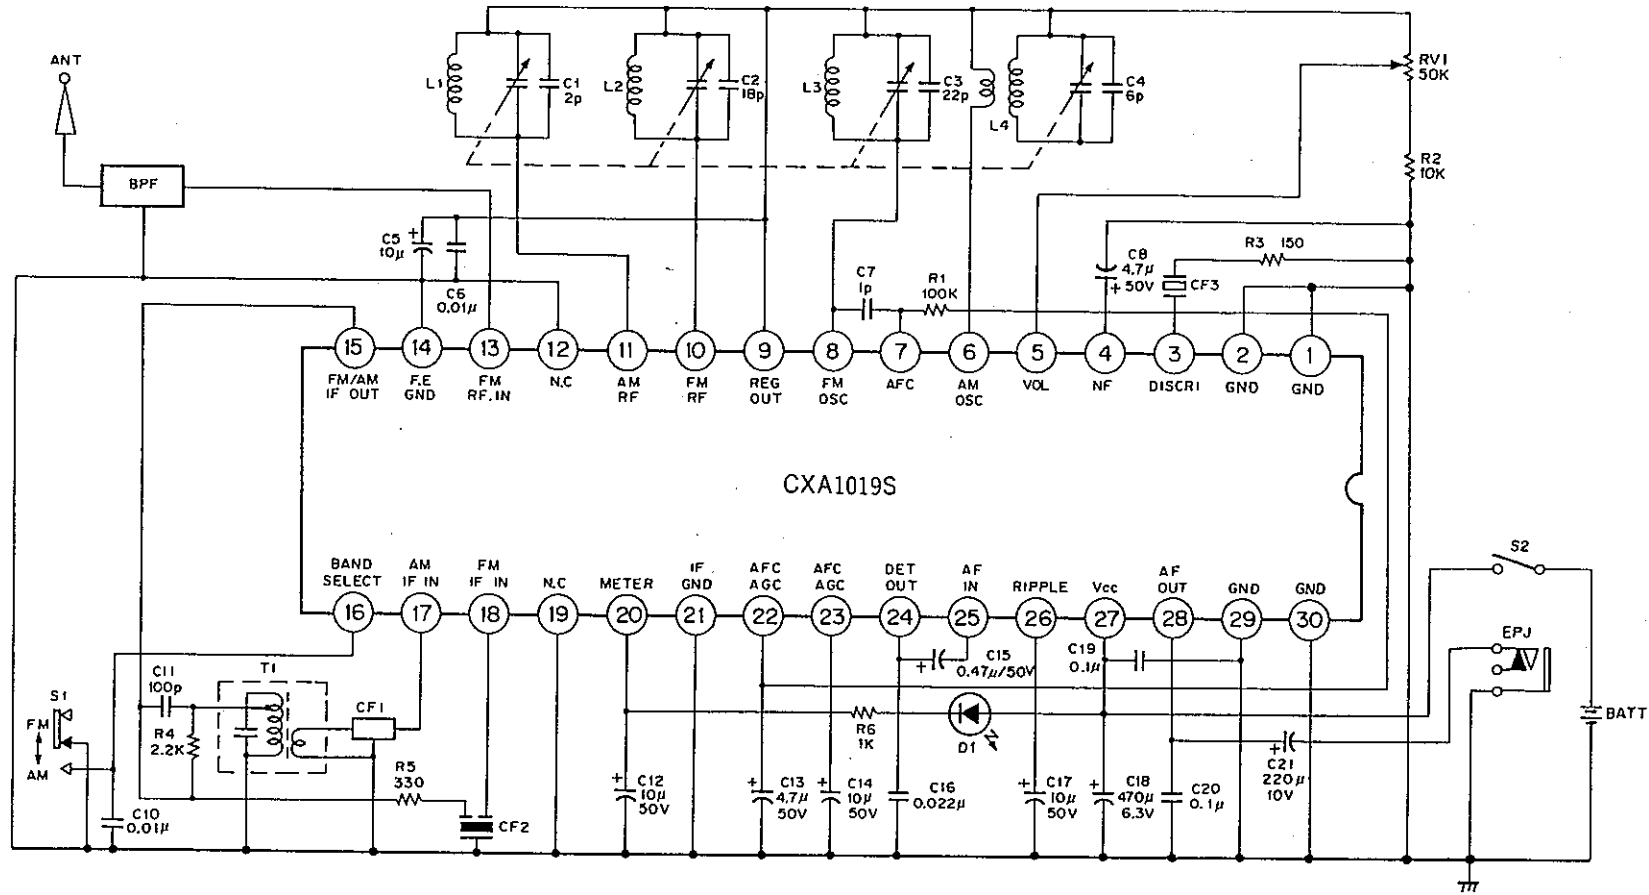 ANT
BPF
L1
C1
2p
L2
C2
18p
L3
C3
22p
L4
C4
6p
RV1
50K
R2
10K
C5
10μ
+
C6
0.01μ
C7
1p
R1
100K
C8
4.7μ
+ 50V
R3 150
CF3
15 14 13 12 11 10 9 8 7 6 5 4 3 2 1
FM/AM
IF OUT
F.E
GND
FM
RF.IN
N.C
AM
RF
FM
RF
REG
OUT
FM
OSC
AFC
AM
OSC
VOL
NF
DISCRI
GND
GND
CXA1019S
BAND
SELECT
AM
IF IN
FM
IF IN
N.C
METER
IF
GND
AFC
AGC
AFC
AGC
DET
OUT
AF
IN
RIPPLE
Vcc
AF
OUT
GND
GND
16 17 18 19 20 21 22 23 24 25 26 27 28 29 30
S2
EPJ
BATT
S1
FM
AM
C11
100p
R4
2.2K
T1
CF1
R5
330
CF2
C10
0.01μ
+
C12
10μ
50V
+
C13
4.7μ
50V
+
C14
10μ
50V
+
C15
0.47μ/50V
C16
0.022μ
R6
1K
D1
+
C17
10μ
50V
+
C18
470μ
6.3V
C19
0.1μ
C20
0.1μ
+
C21
220μ
10V